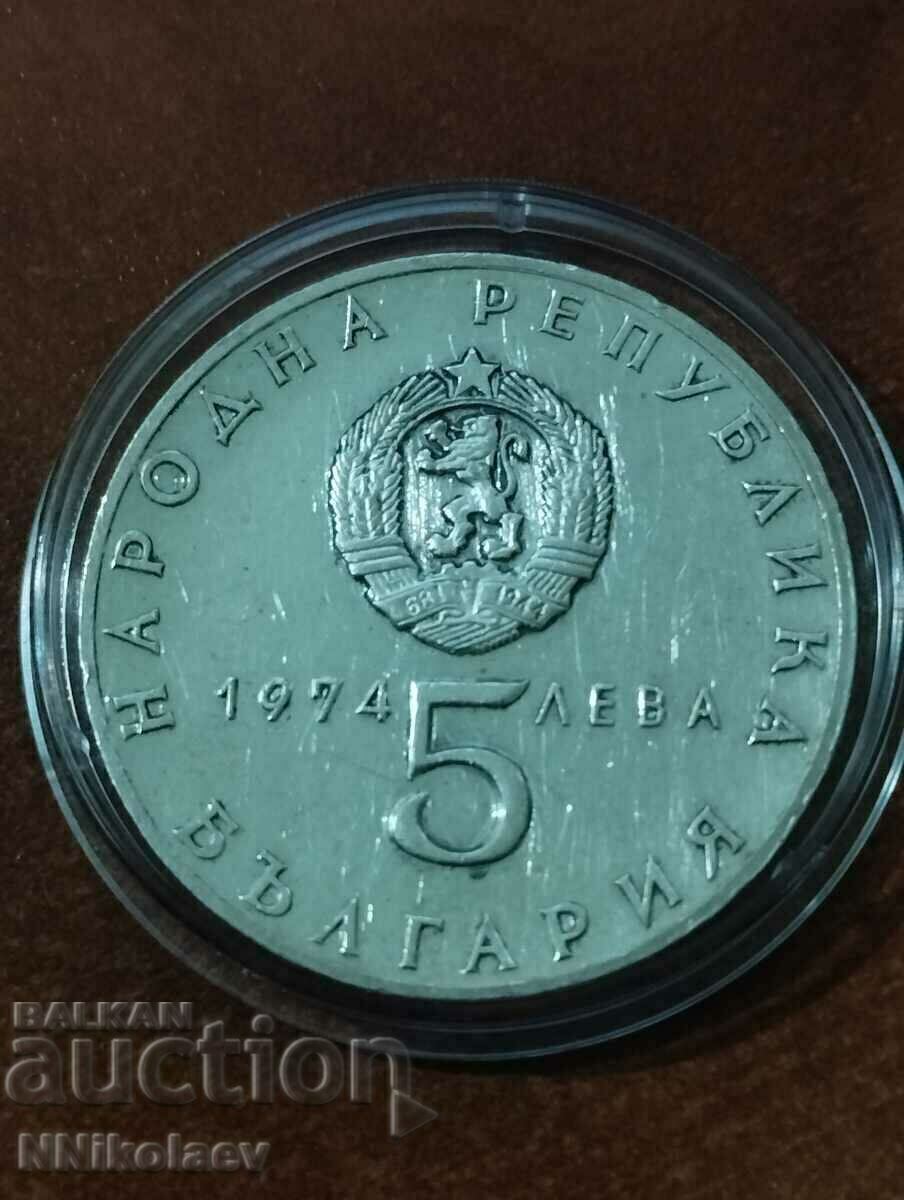 НАРОДНА РЕПУБЛИКА
681 1944
1974 5 ЛЕВА
БЪЛГАРИЯ
BALKAN
auction
NNikolaev